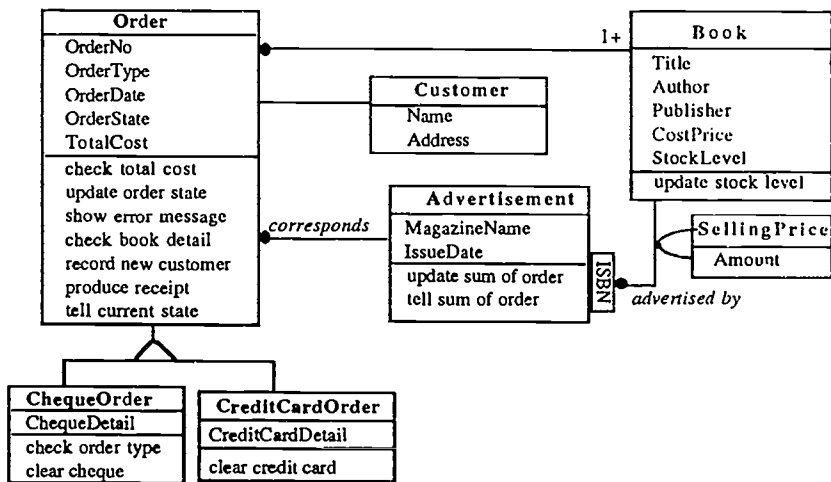 Order
OrderNo
OrderType
OrderDate
OrderState
TotalCost
check total cost
update order state
show error message
check book detail
record new customer
produce receipt
tell current state
1+
Book
Title
Author
Publisher
CostPrice
StockLevel
update stock level
Customer
Name
Address
corresponds
Advertisement
MagazineName
IssueDate
update sum of order
tell sum of order
ISBN
advertised by
SellingPrice
Amount
ChequeOrder
ChequeDetail
check order type
clear cheque
CreditCardOrder
CreditCardDetail
clear credit card